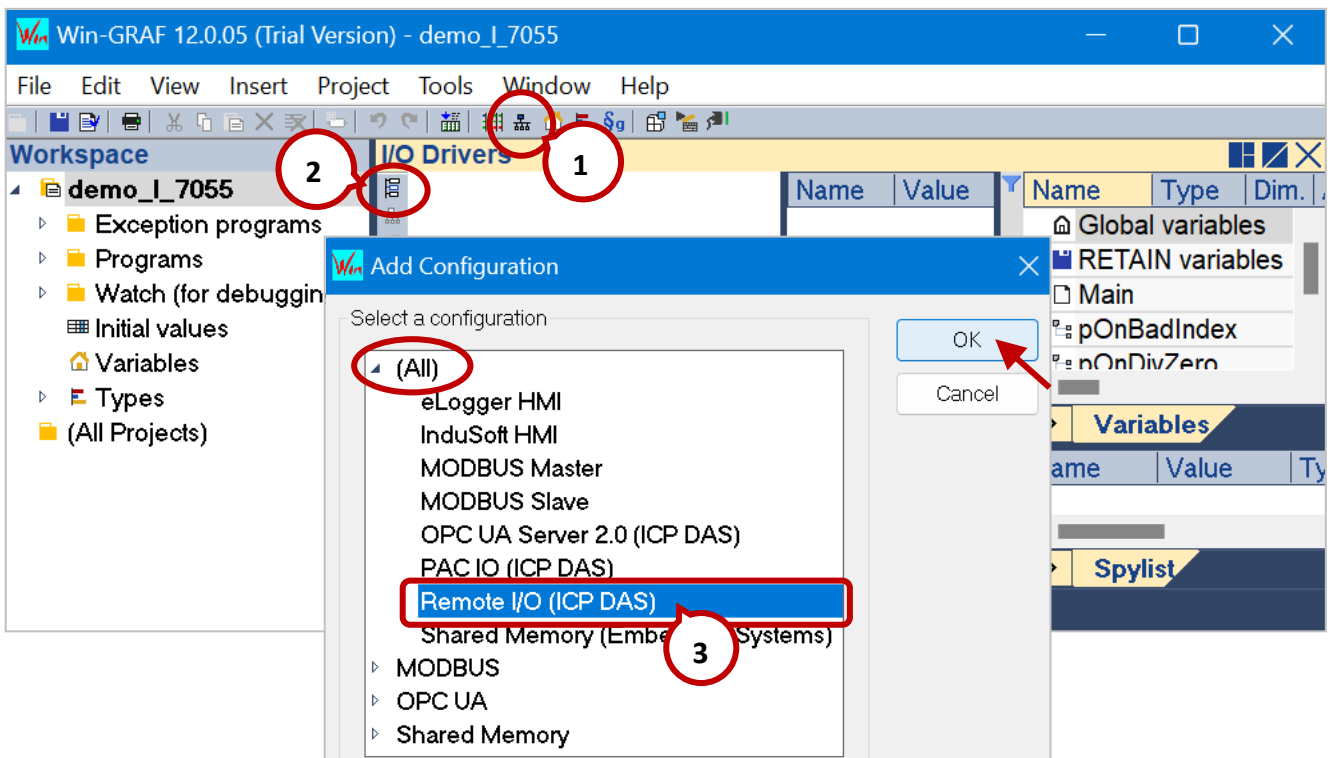 Win-GRAF 12.0.05 (Trial Version) - demo_I_7055
File Edit View Insert Project Tools Window Help
Workspace
I/O Drivers
1
2
demo_I_7055
Exception programs
Programs
Watch (for debuggin
Initial values
Variables
Types
(All Projects)
Name Value
Name Type Dim.
Global variables
RETAIN variables
Main
pOnBadIndex
pOnDivZero
Variables
ame Value Ty
Spylist
Add Configuration
Select a configuration
(All)
eLogger HMI
InduSoft HMI
MODBUS Master
MODBUS Slave
OPC UA Server 2.0 (ICP DAS)
PAC IO (ICP DAS)
Remote I/O (ICP DAS)
Shared Memory (Embe Systems)
3
MODBUS
OPC UA
Shared Memory
OK
Cancel